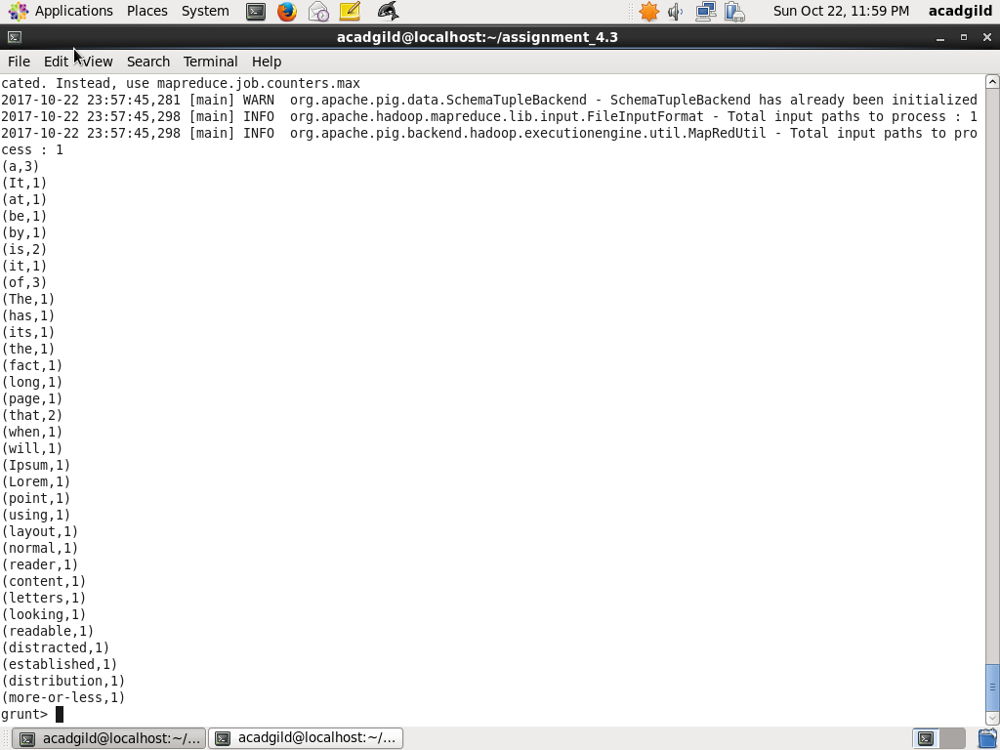 Applications Places System Sun Oct 22, 11:59 PM acadgild
acadgild@localhost:~/assignment_4.3
File Edit View Search Terminal Help
cated. Instead, use mapreduce.job.counters.max
2017-10-22 23:57:45,281 [main] WARN  org.apache.pig.data.SchemaTupleBackend - SchemaTupleBackend has already been initialized
2017-10-22 23:57:45,298 [main] INFO  org.apache.hadoop.mapreduce.lib.input.FileInputFormat - Total input paths to process : 1
2017-10-22 23:57:45,298 [main] INFO  org.apache.pig.backend.hadoop.executionengine.util.MapRedUtil - Total input paths to pro
cess : 1
(a,3)
(It,1)
(at,1)
(be,1)
(by,1)
(is,2)
(it,1)
(of,3)
(The,1)
(has,1)
(its,1)
(the,1)
(fact,1)
(long,1)
(page,1)
(that,2)
(when,1)
(will,1)
(Ipsum,1)
(Lorem,1)
(point,1)
(using,1)
(layout,1)
(normal,1)
(reader,1)
(content,1)
(letters,1)
(looking,1)
(readable,1)
(distracted,1)
(established,1)
(distribution,1)
(more-or-less,1)
grunt>
acadgild@localhost:~/... acadgild@localhost:~/...